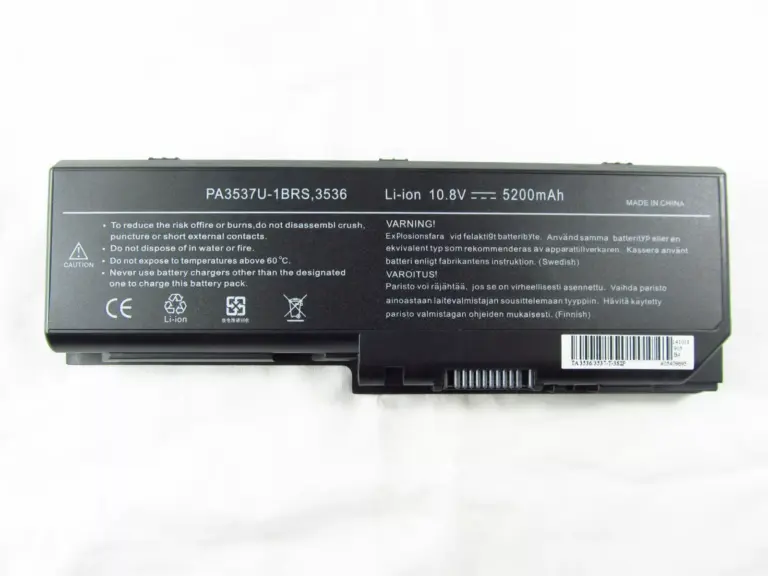 PA3537U-1BRS,3536
Li-ion 10.8V 5200mAh
MADE IN CHINA
CAUTION
• To reduce the risk offire or burns,do not disassembl crush,
puncture or short external contacts.
• Do not dispose of in water or fire.
• Do not expose to temperatures above 60℃.
• Never use battery chargers other than the designated
one to charge this battery pack.
CE
Li-ion
VARNING!
ExPlosionsfara vid felakti9t batteribyte. Använd samma batterityP eller en
ekvivalent typ som rekommenderas av apparattillverkaren. Kassera använt
batteri enligt fabrikantens instruktion. (Swedish)
VAROITUS!
Paristo voi räjähtää, jos se on virheellisesti asennettu. Vaihda paristo
ainoastaan laitevalmistajan sousittelemaan tyyppiin. Hävitä käytetty
paristo valmistagan ohjeiden mukaisesti. (Finnish)